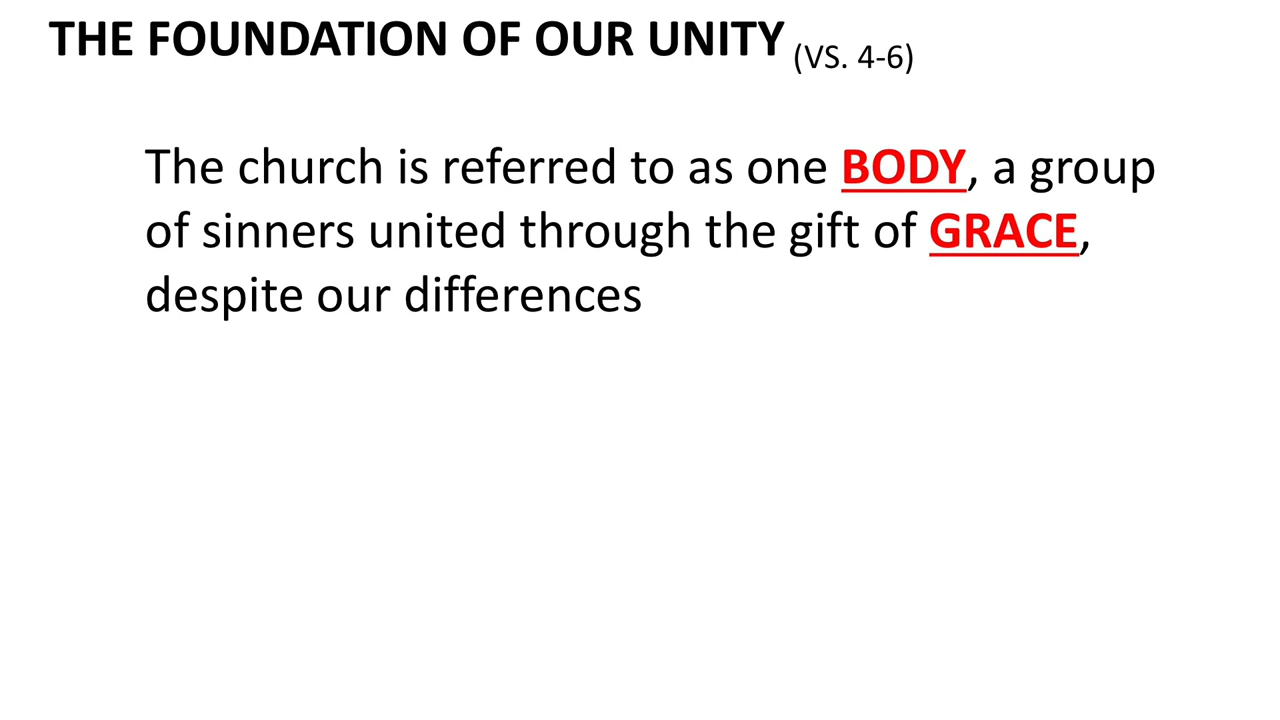 THE FOUNDATION OF OUR UNITY (VS. 4-6)
The church is referred to as one BODY, a group
of sinners united through the gift of GRACE,
despite our differences